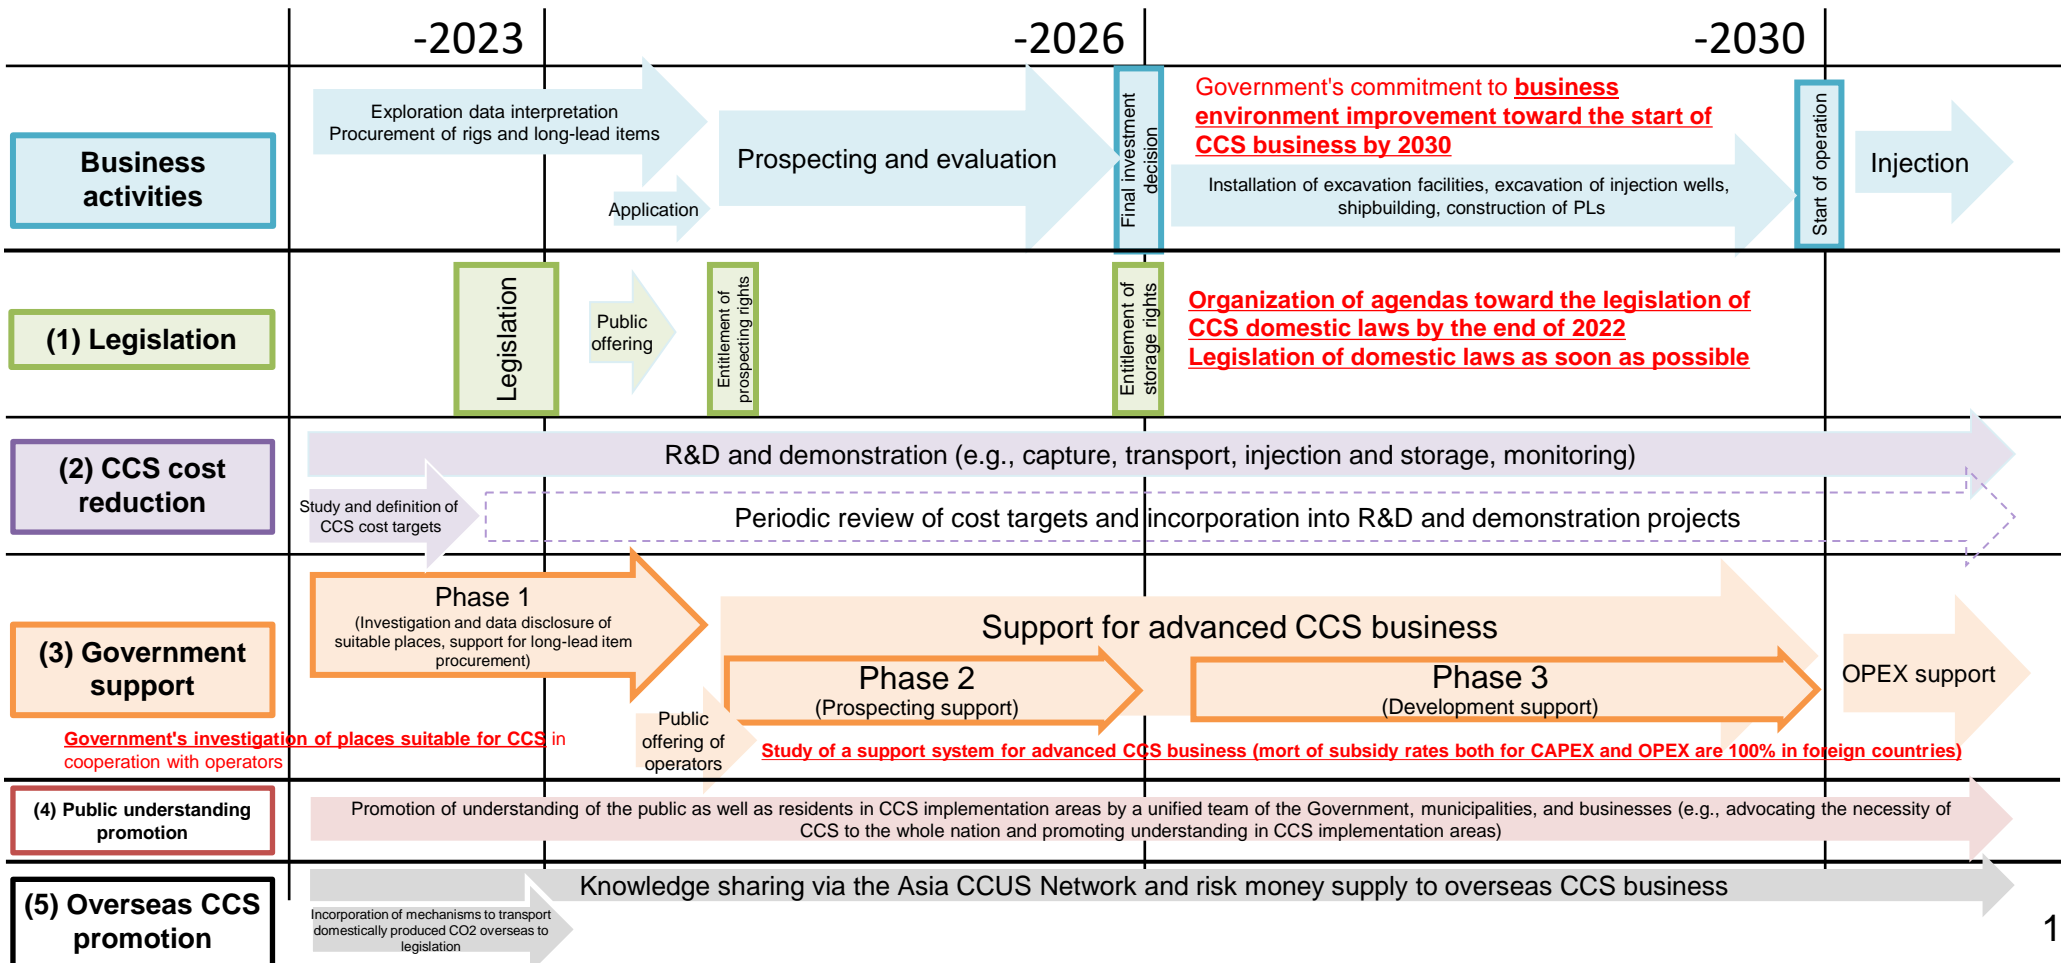 -2023
-2026
-2030
Business
activities
Exploration data interpretation
Procurement of rigs and long-lead items
Application
Prospecting and evaluation
Final investment
decision
Government's commitment to business
environment improvement toward the start of
CCS business by 2030
Installation of excavation facilities, excavation of injection wells,
shipbuilding, construction of PLs
Start of operation
Injection
(1) Legislation
Legislation
Public
offering
Entitlement of
prospecting rights
Entitlement of
storage rights
Organization of agendas toward the legislation of
CCS domestic laws by the end of 2022
Legislation of domestic laws as soon as possible
(2) CCS cost
reduction
R&D and demonstration (e.g., capture, transport, injection and storage, monitoring)
Study and definition of
CCS cost targets
Periodic review of cost targets and incorporation into R&D and demonstration projects
(3) Government
support
Phase 1
(Investigation and data disclosure of
suitable places, support for long-lead item
procurement)
Support for advanced CCS business
Phase 2
(Prospecting support)
Phase 3
(Development support)
OPEX support
Public
offering of
operators
Government's investigation of places suitable for CCS in
cooperation with operators
Study of a support system for advanced CCS business (mort of subsidy rates both for CAPEX and OPEX are 100% in foreign countries)
(4) Public understanding
promotion
Promotion of understanding of the public as well as residents in CCS implementation areas by a unified team of the Government, municipalities, and businesses (e.g., advocating the necessity of
CCS to the whole nation and promoting understanding in CCS implementation areas)
(5) Overseas CCS
promotion
Knowledge sharing via the Asia CCUS Network and risk money supply to overseas CCS business
Incorporation of mechanisms to transport
domestically produced CO2 overseas to
legislation
1